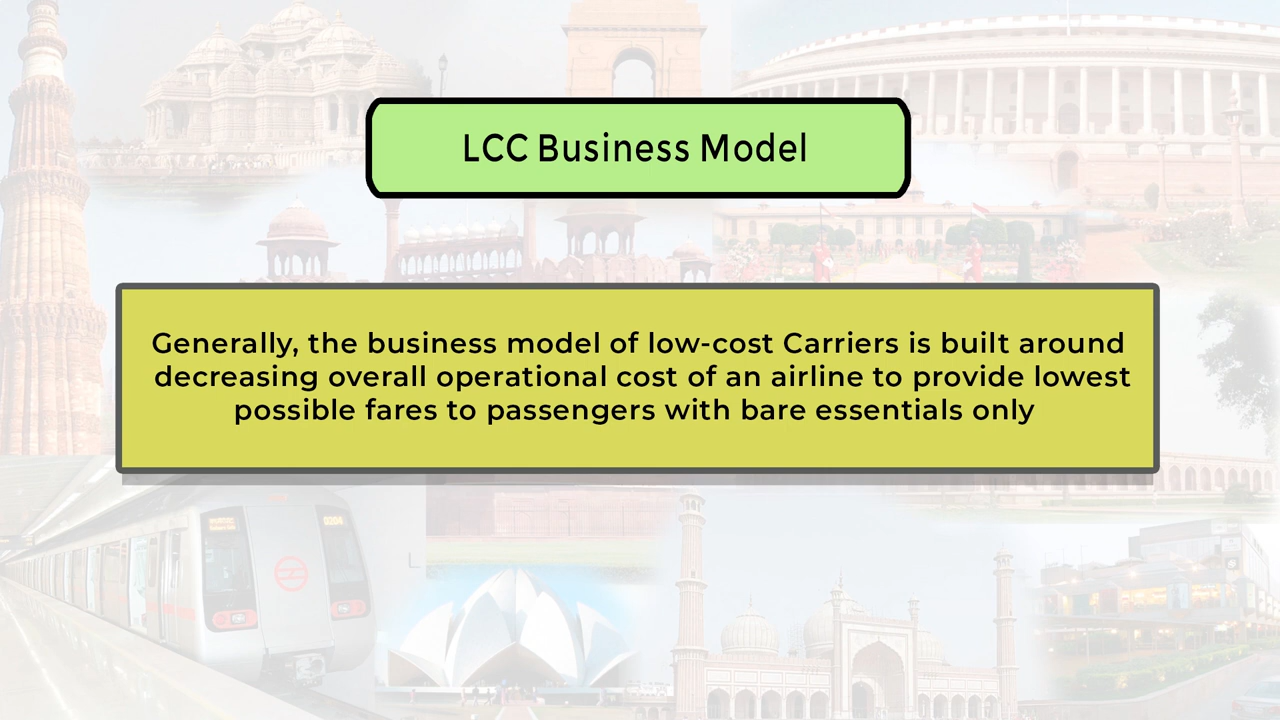 LCC Business Model
Generally, the business model of low-cost Carriers is built around
decreasing overall operational cost of an airline to provide lowest
possible fares to passengers with bare essentials only
0204